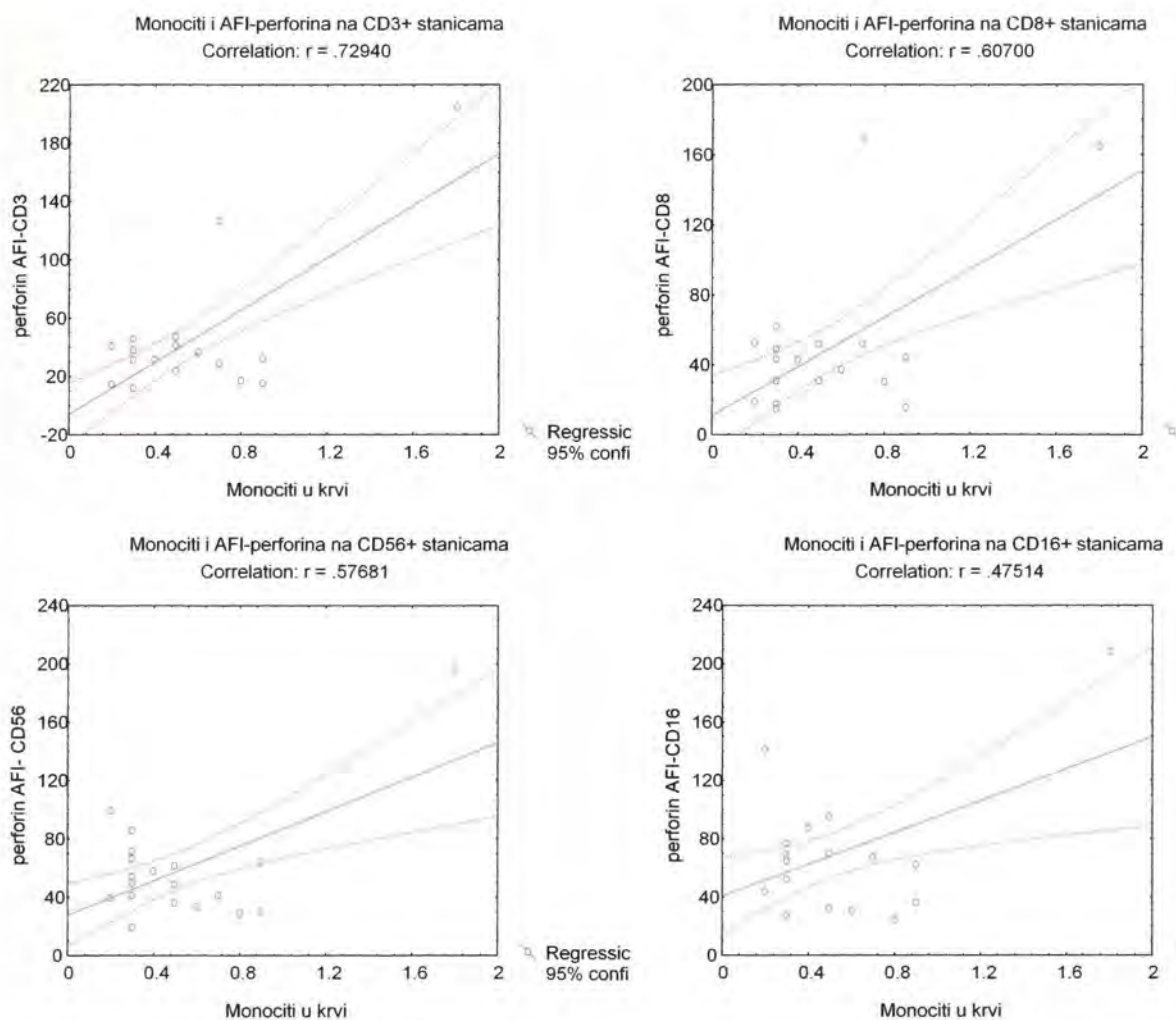 Monociti i AFI-perforina na CD3+ stanicama
Correlation: r = .72940
220
180
140
100
60
20
-20
perforin AFI-CD3
0
0.4
0.8
1.2
1.6
2
Monociti u krvi
Regressic
95% confi
Monociti i AFI-perforina na CD8+ stanicama
Correlation: r = .60700
200
160
120
80
40
0
perforin AFI-CD8
0
0.4
0.8
1.2
1.6
2
Monociti u krvi
Monociti i AFI-perforina na CD56+ stanicama
Correlation: r = .57681
240
200
160
120
80
40
0
perforin AFI- CD56
0
0.4
0.8
1.2
1.6
2
Monociti u krvi
Regressic
95% confi
Monociti i AFI-perforina na CD16+ stanicama
Correlation: r = .47514
240
200
160
120
80
40
0
perforin AFI-CD16
0
0.4
0.8
1.2
1.6
2
Monociti u krvi